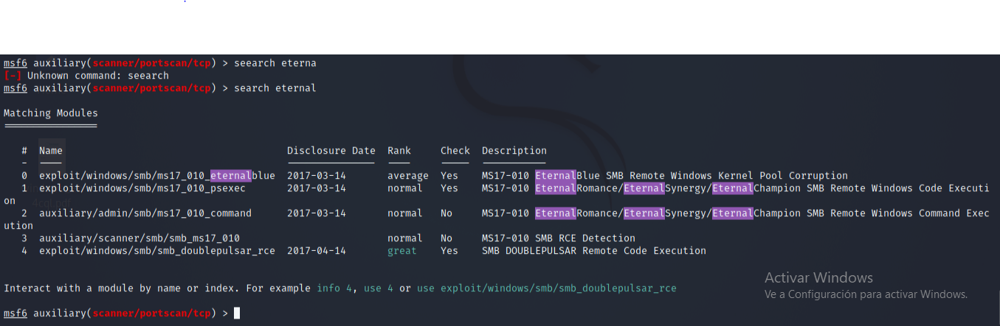 msf6 auxiliary(scanner/portscan/tcp) > seearch eterna
[-] Unknown command: seearch
msf6 auxiliary(scanner/portscan/tcp) > search eternal
Matching Modules
================
# Name Disclosure Date Rank Check Description
- ---- --------------- ---- ----- -----------
0 exploit/windows/smb/ms17_010_eternalblue 2017-03-14 average Yes MS17-010 EternalBlue SMB Remote Windows Kernel Pool Corruption
1 exploit/windows/smb/ms17_010_psexec 2017-03-14 normal Yes MS17-010 EternalRomance/EternalSynergy/EternalChampion SMB Remote Windows Code Executi
on
2 auxiliary/admin/smb/ms17_010_command 2017-03-14 normal No MS17-010 EternalRomance/EternalSynergy/EternalChampion SMB Remote Windows Command Exec
ution
3 auxiliary/scanner/smb/smb_ms17_010 normal No MS17-010 SMB RCE Detection
4 exploit/windows/smb/smb_doublepulsar_rce 2017-04-14 great Yes SMB DOUBLEPULSAR Remote Code Execution
Interact with a module by name or index. For example info 4, use 4 or use exploit/windows/smb/smb_doublepulsar_rce
msf6 auxiliary(scanner/portscan/tcp) >
Activar Windows
Ve a Configuración para activar Windows.